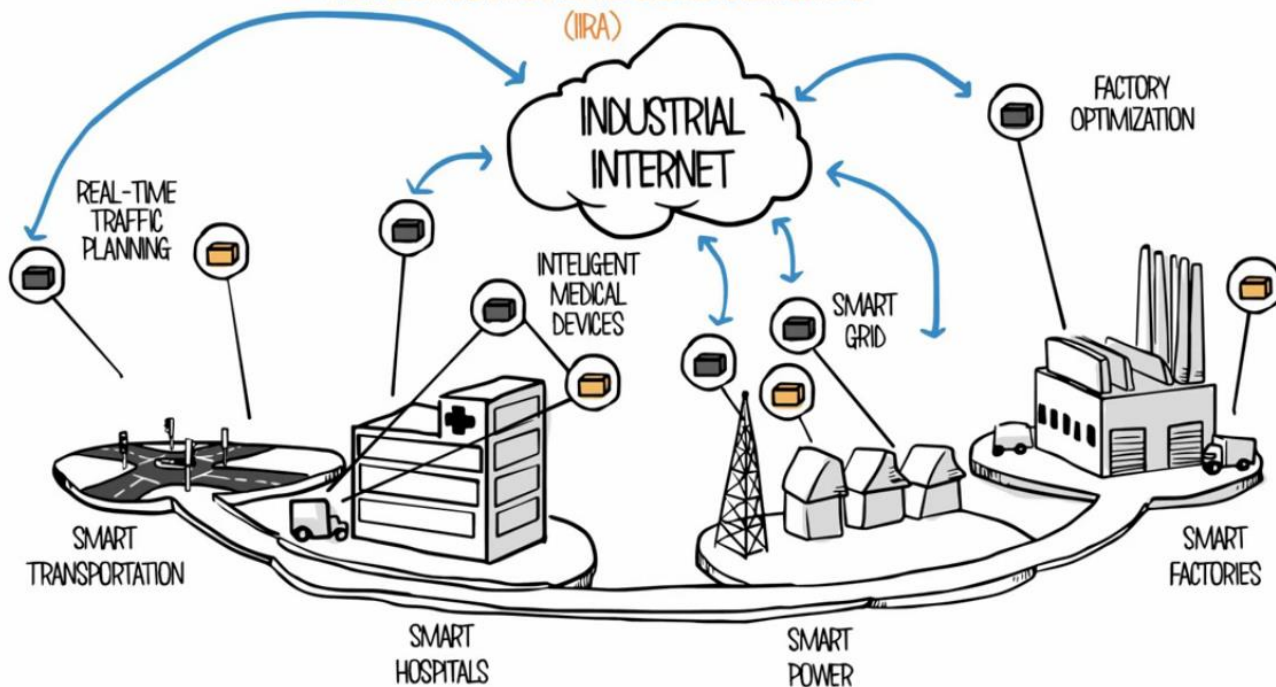 (IIRA)
INDUSTRIAL
INTERNET
FACTORY
OPTIMIZATION
REAL-TIME
TRAFFIC
PLANNING
INTELIGENT
MEDICAL
DEVICES
SMART
GRID
SMART
TRANSPORTATION
SMART
HOSPITALS
SMART
POWER
SMART
FACTORIES